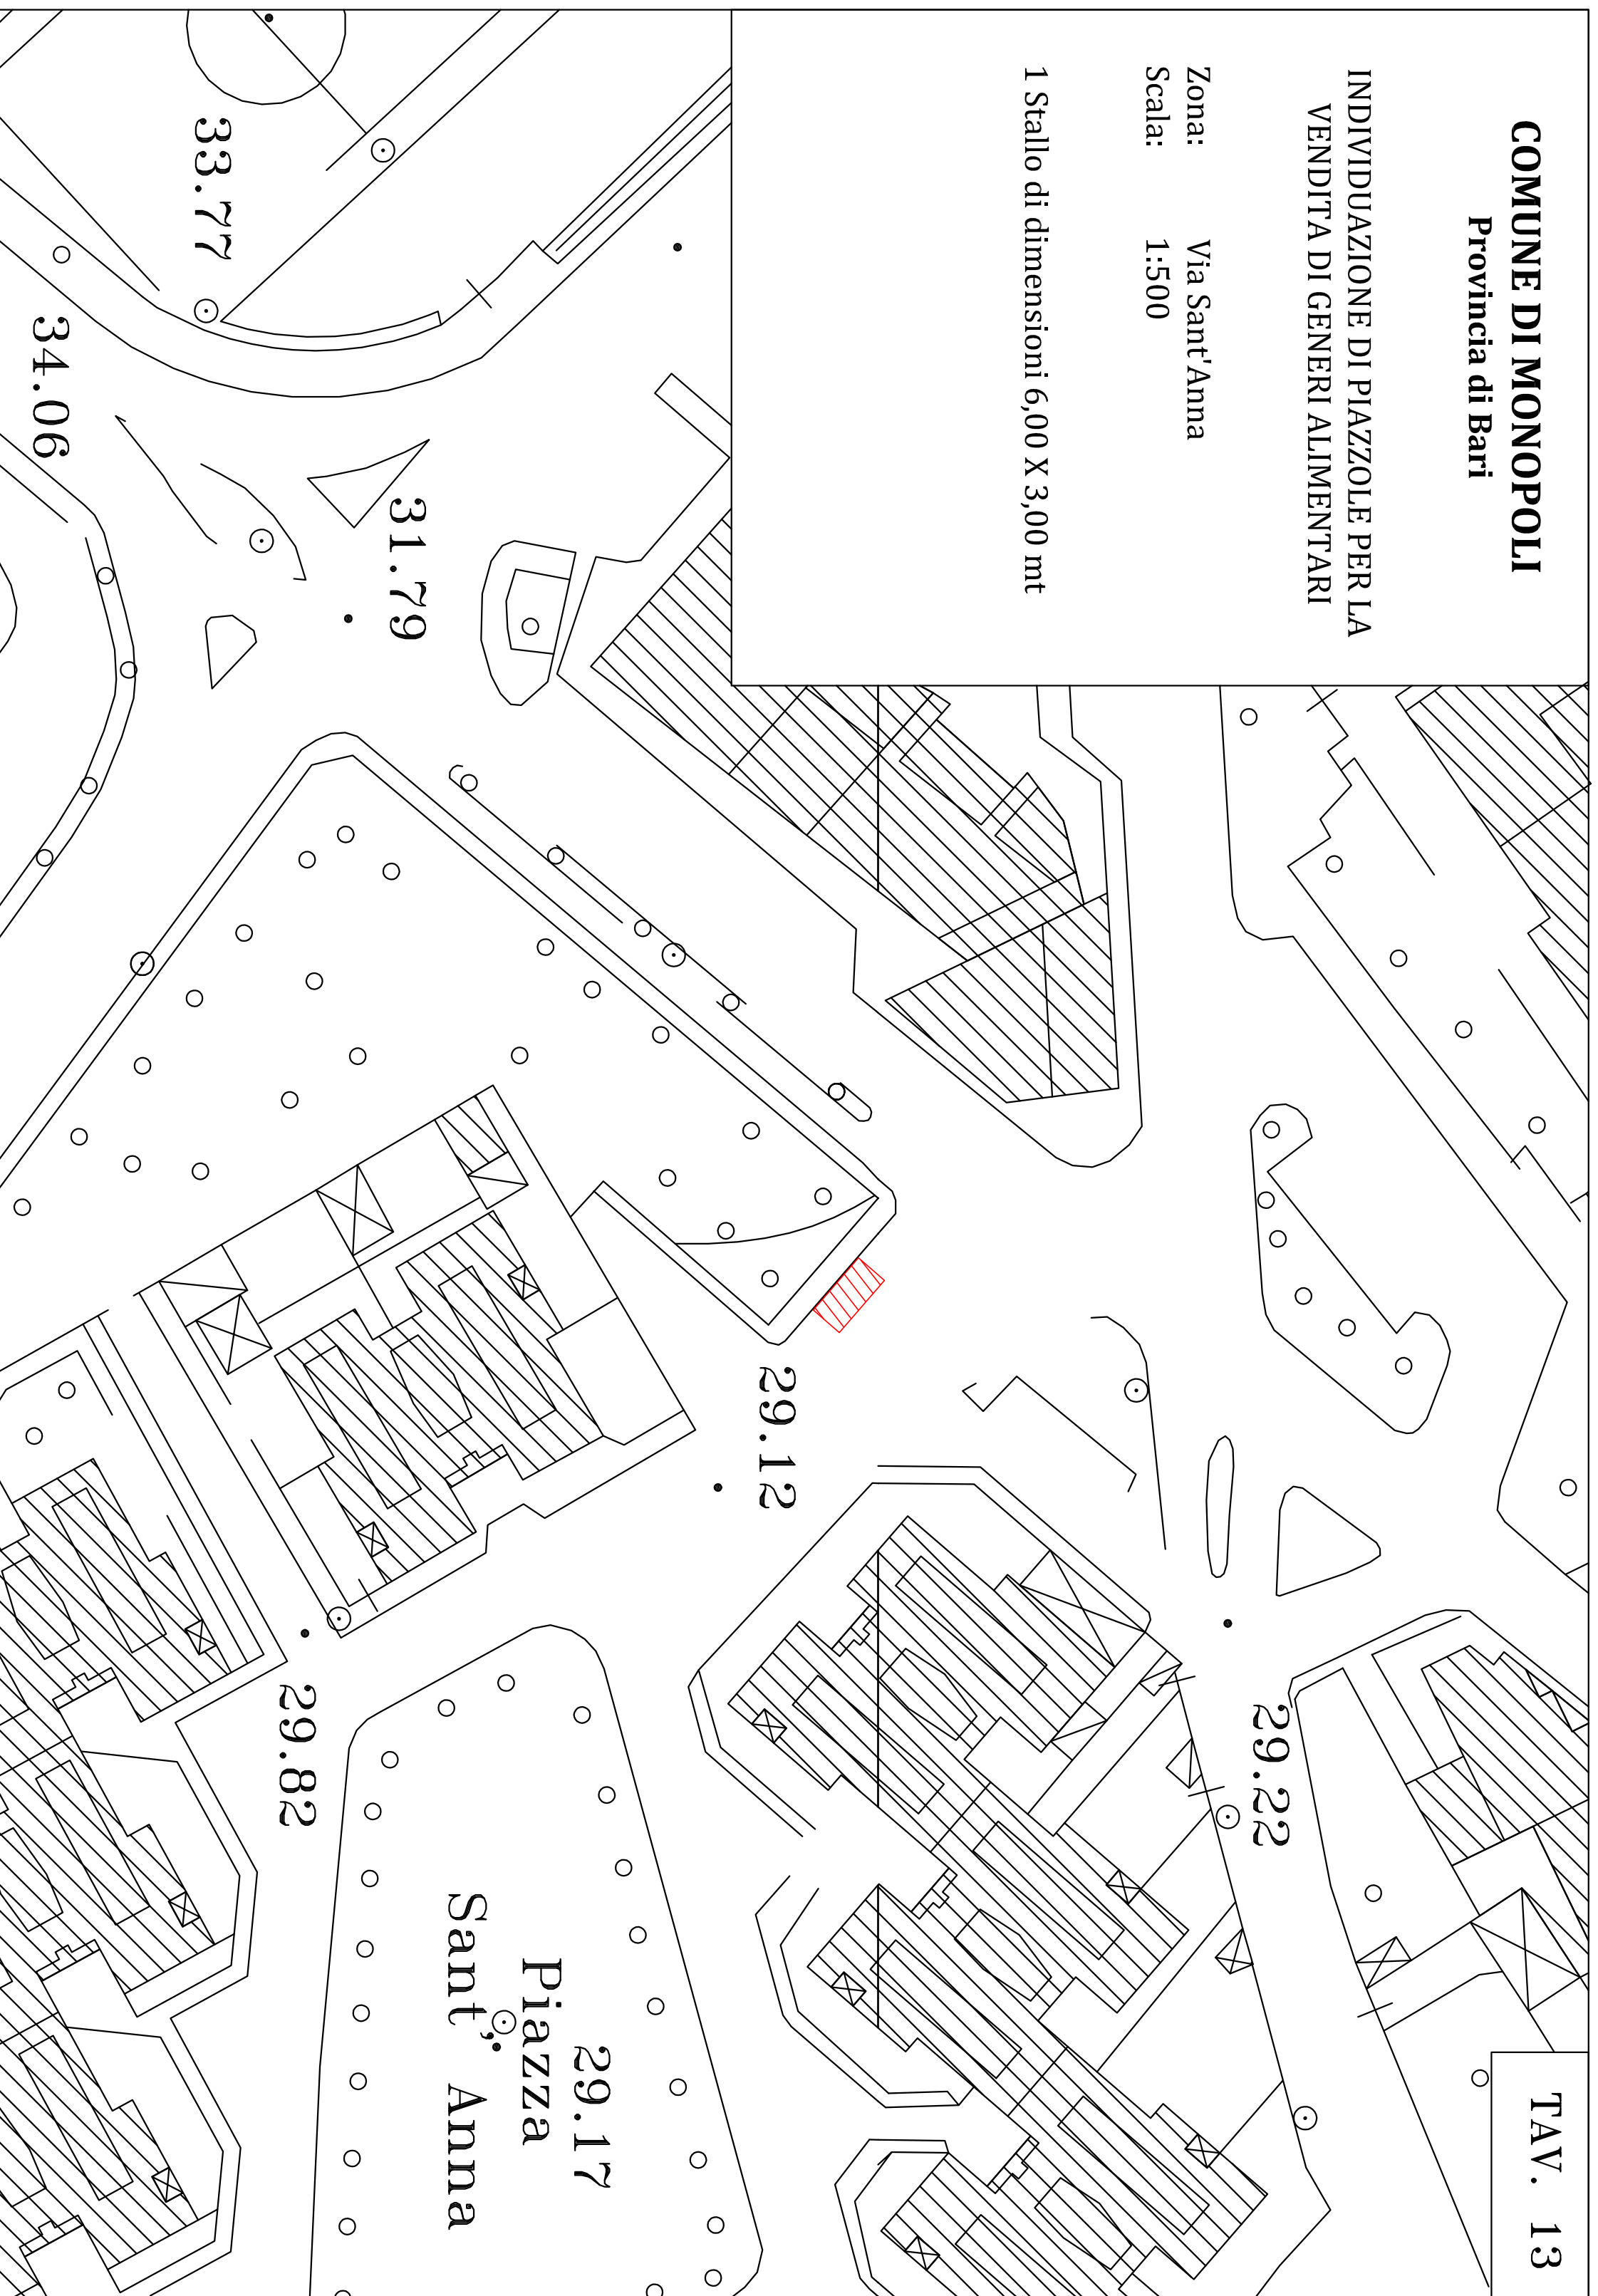 COMUNE DI MONOPOLI
Provincia di Bari
INDIVIDUAZIONE DI PIAZZOLE PER LA
VENDITA DI GENERI ALIMENTARI
Zona: Via Sant'Anna
Scala: 1:500
1 Stallo di dimensioni 6,00 X 3,00 mt
33.77
34.06
31.79
29.12
29.22
29.82
29.17
Piazza
Sant' Anna
TAV. 13